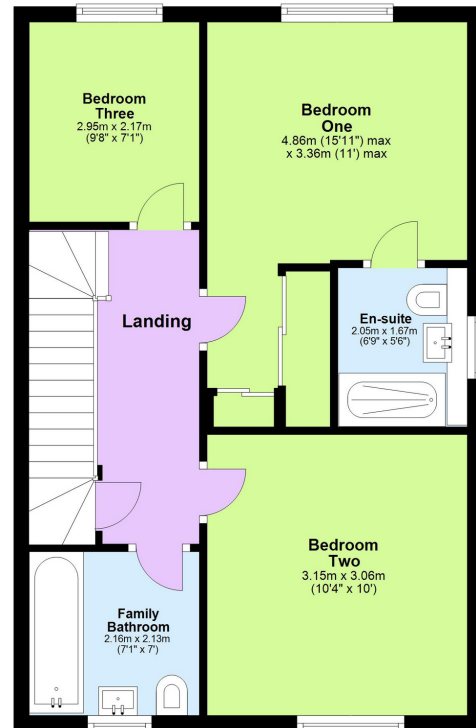 Bedroom
Three
2.95m x 2.17m
(9'8" x 7'1")
Bedroom
One
4.86m (15'11") max
x 3.36m (11') max
Landing
En-suite
2.05m x 1.67m
(6'9" x 5'6")
Bedroom
Two
3.15m x 3.06m
(10'4" x 10')
Family
Bathroom
2.16m x 2.13m
(7'1" x 7')